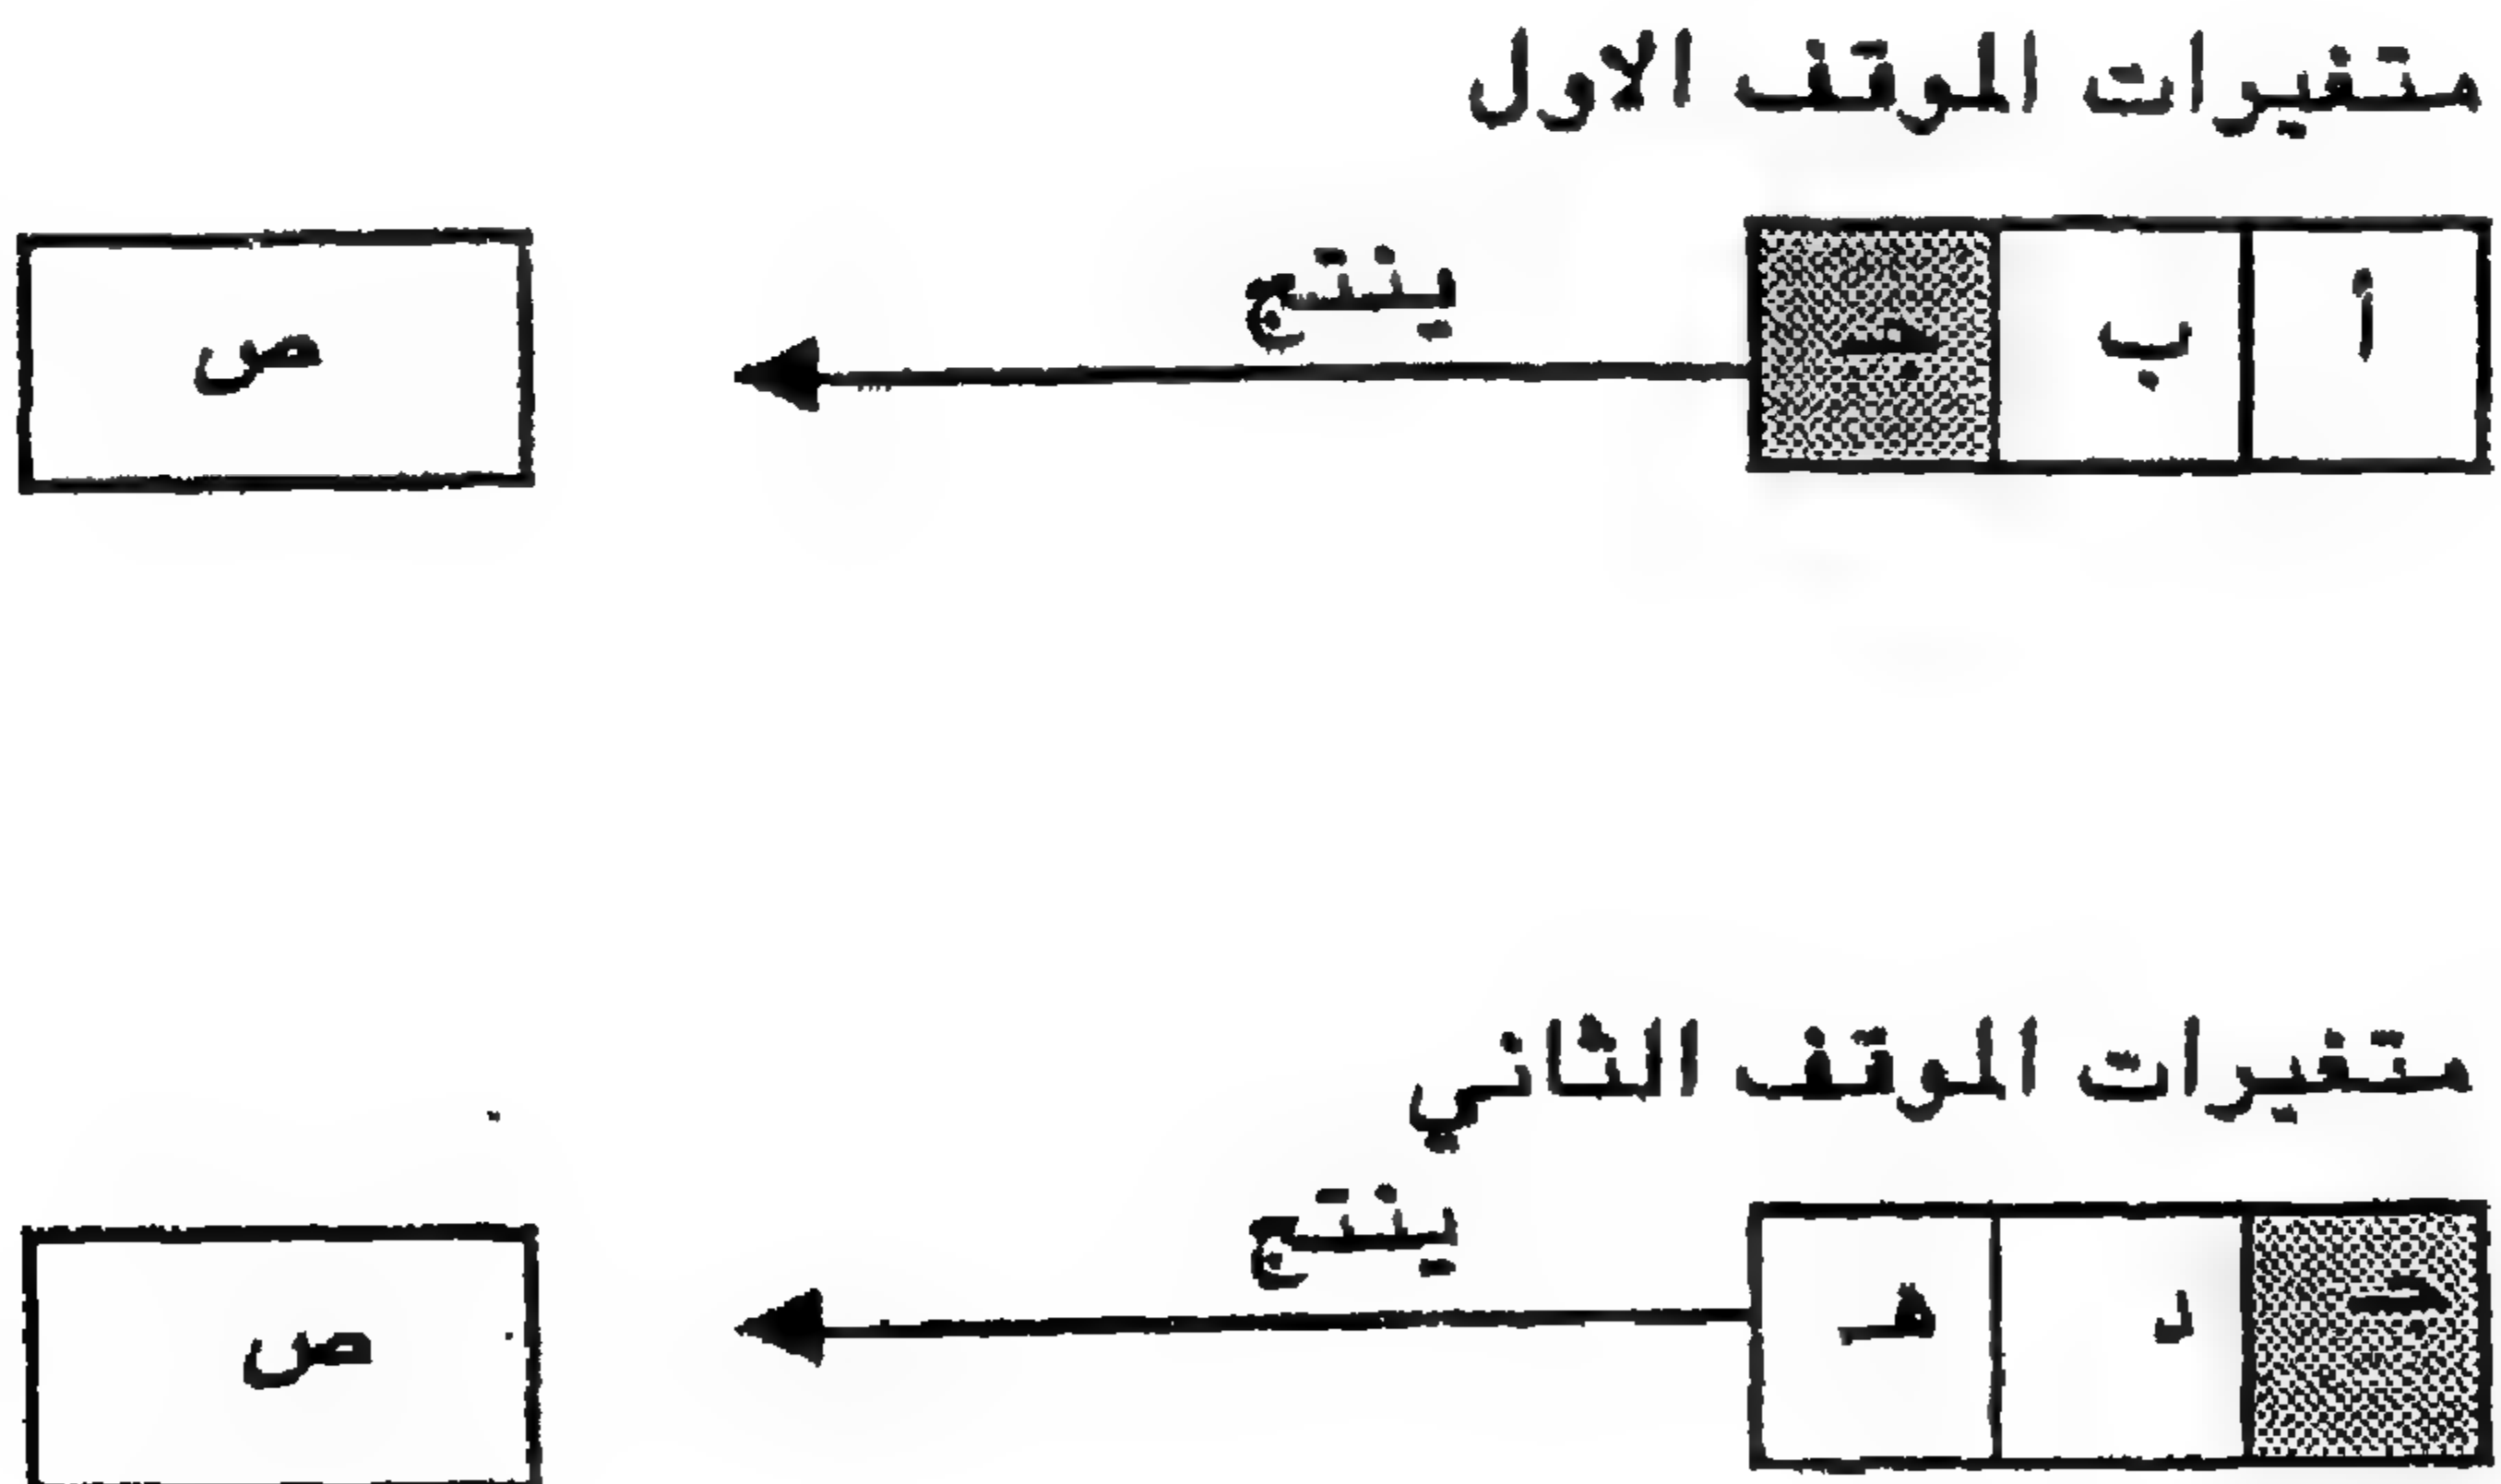 متغيرات الموقف الاول
أ ب جـ ينتج ص
متغيرات الموقف الثاني
ينتج
جـ د هـ ص